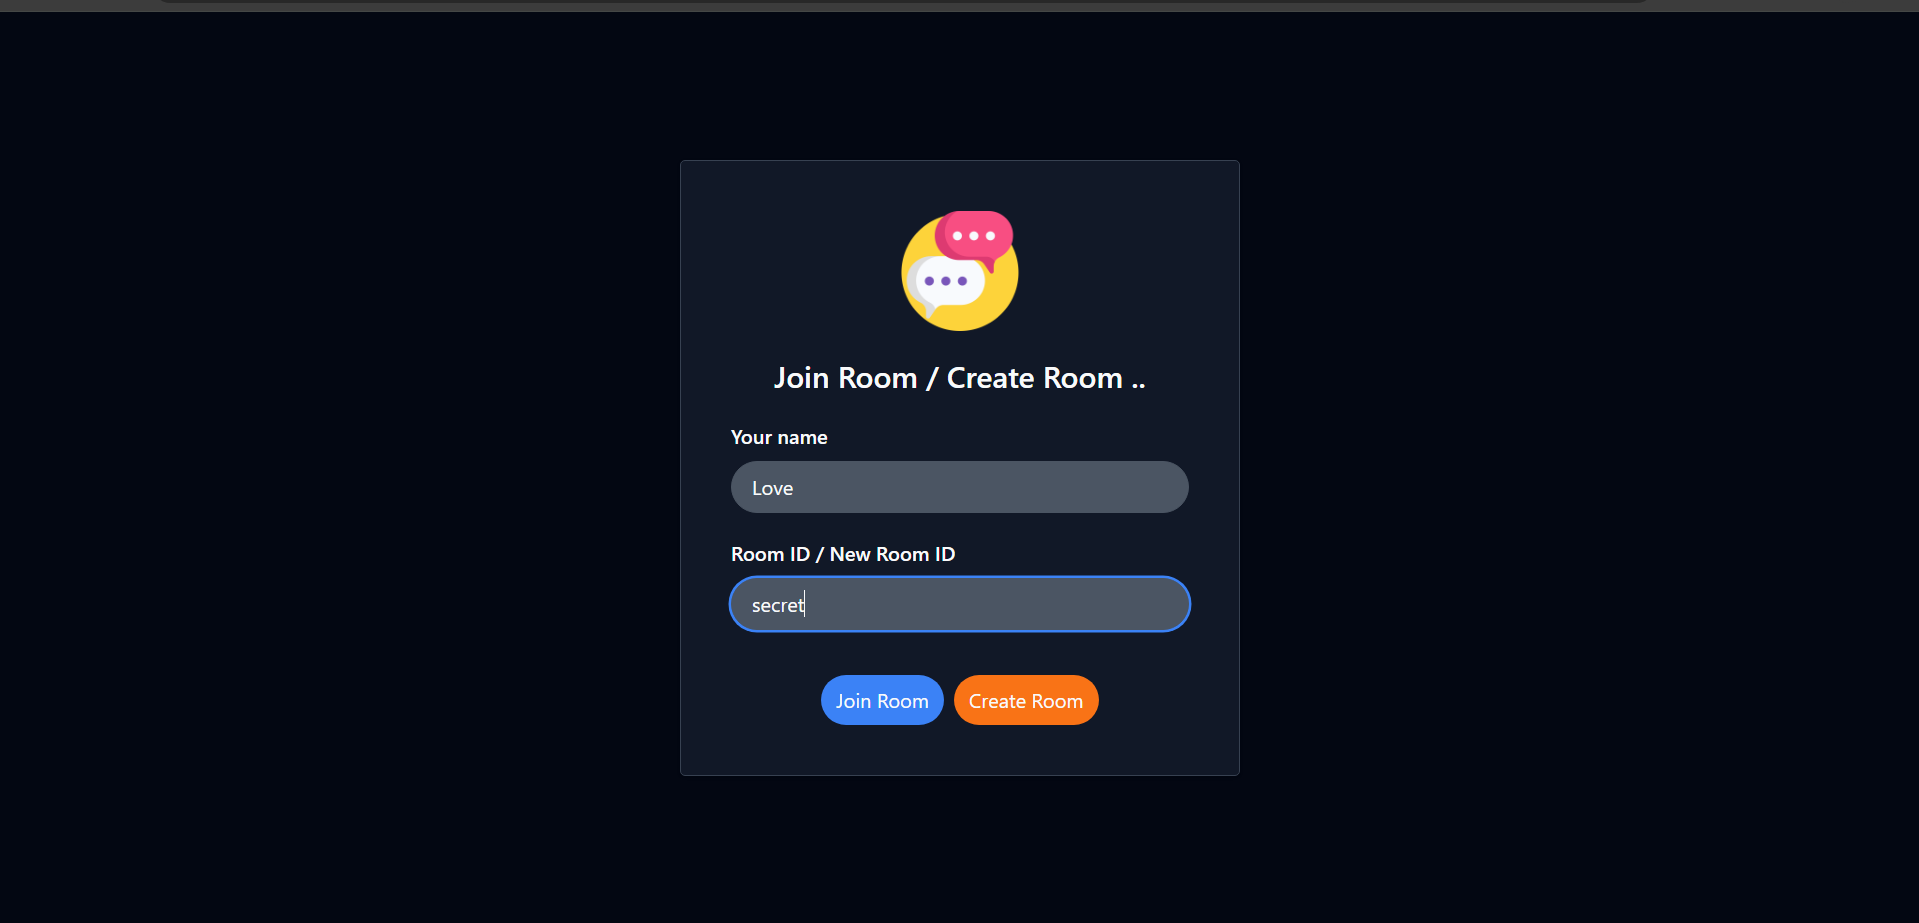 Join Room / Create Room ..
Your name
Love
Room ID / New Room ID
secret
Join Room Create Room